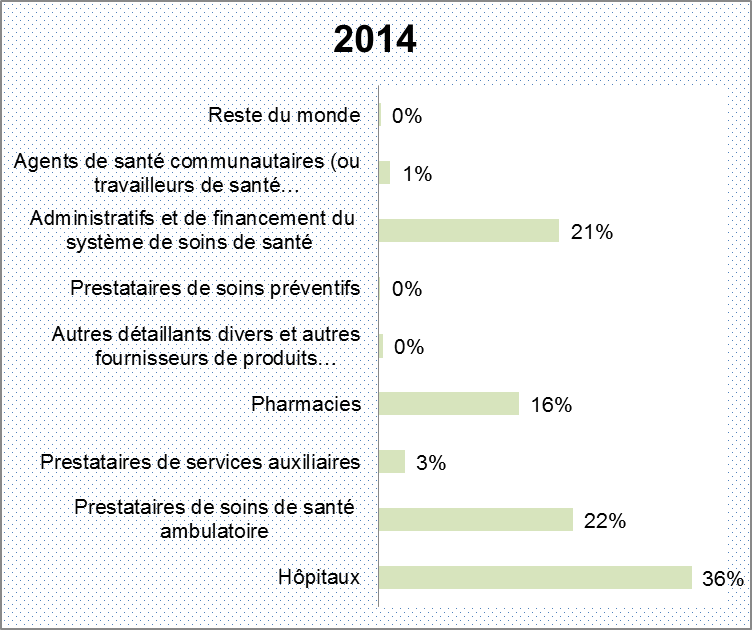 2014
Reste du monde
0%
Agents de santé communautaires (ou
travailleurs de santé…
1%
Administratifs et de financement du
système de soins de santé
21%
Prestataires de soins préventifs
0%
Autres détaillants divers et autres
fournisseurs de produits…
0%
Pharmacies
16%
Prestataires de services auxiliaires
3%
Prestataires de soins de santé
ambulatoire
22%
Hôpitaux
36%